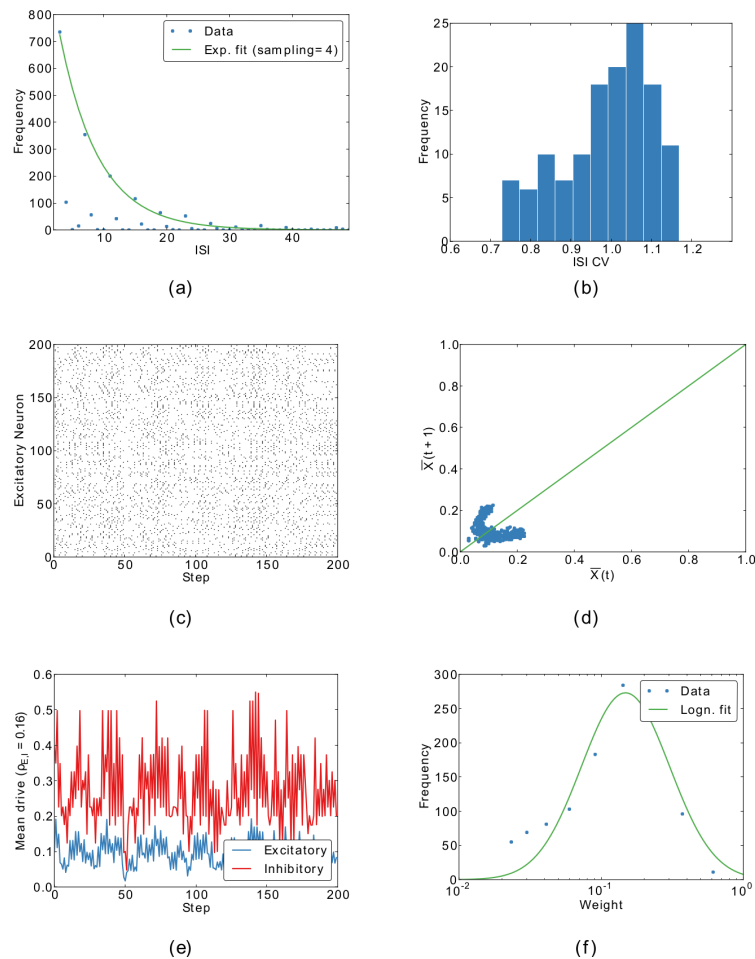 800
700
600
500
400
300
200
100
0
Frequency
Data
Exp. fit (sampling= 4)
10
20
30
40
ISI
(a)
25
20
15
10
5
0
Frequency
0.6
0.7
0.8
0.9
1.0
1.1
1.2
ISI CV
(b)
200
150
100
50
0
Excitatory Neuron
0
50
100
150
200
Step
(c)
1.0
0.8
0.6
0.4
0.2
0.0
X̅(t + 1)
0.0
0.2
0.4
0.6
0.8
1.0
X̅(t)
(d)
0.6
0.5
0.4
0.3
0.2
0.1
0.0
Mean drive (ρE,I = 0.16)
Excitatory
Inhibitory
0
50
100
150
200
Step
(e)
300
250
200
150
100
50
0
Frequency
Data
Logn. fit
10⁻²
10⁻¹
10⁰
Weight
(f)